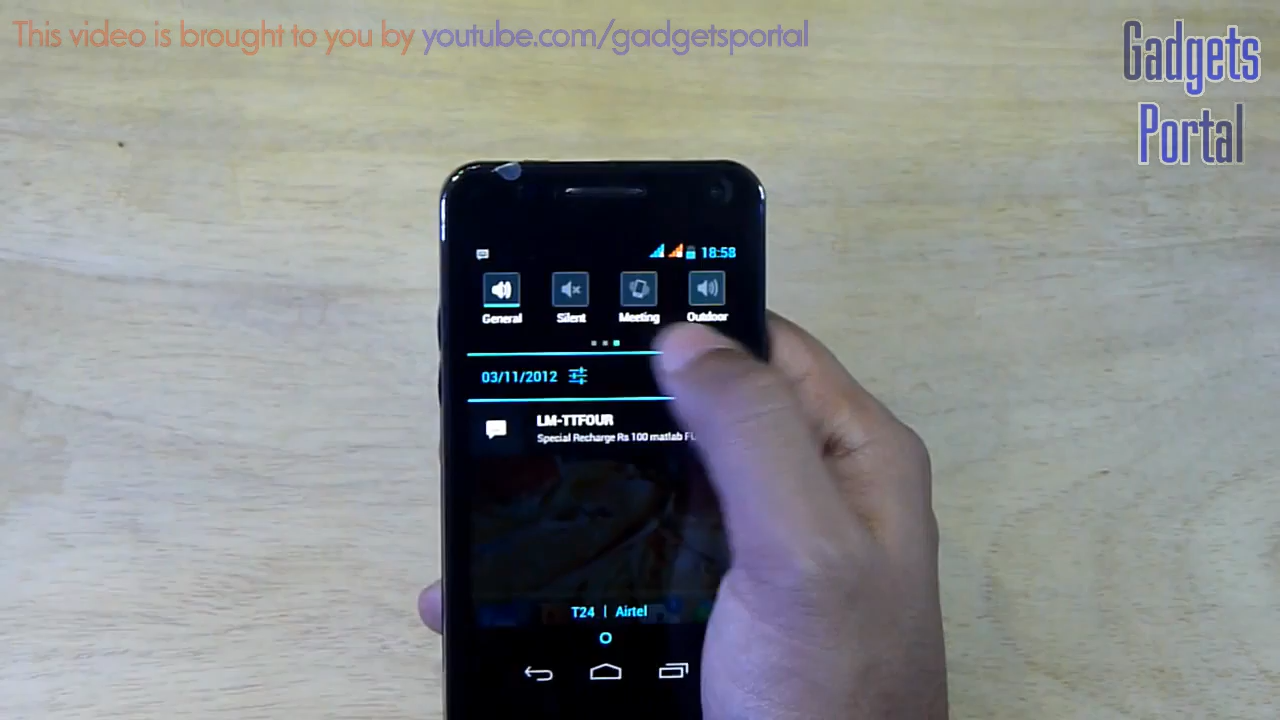 This video is brought to you by youtube.com/gadgetsportal
Gadgets
Portal
18:58
General Silent Meeting Outdoor
03/11/2012
LM-TTFOUR
Special Recharge Rs 100 matlab
T24 | Airtel